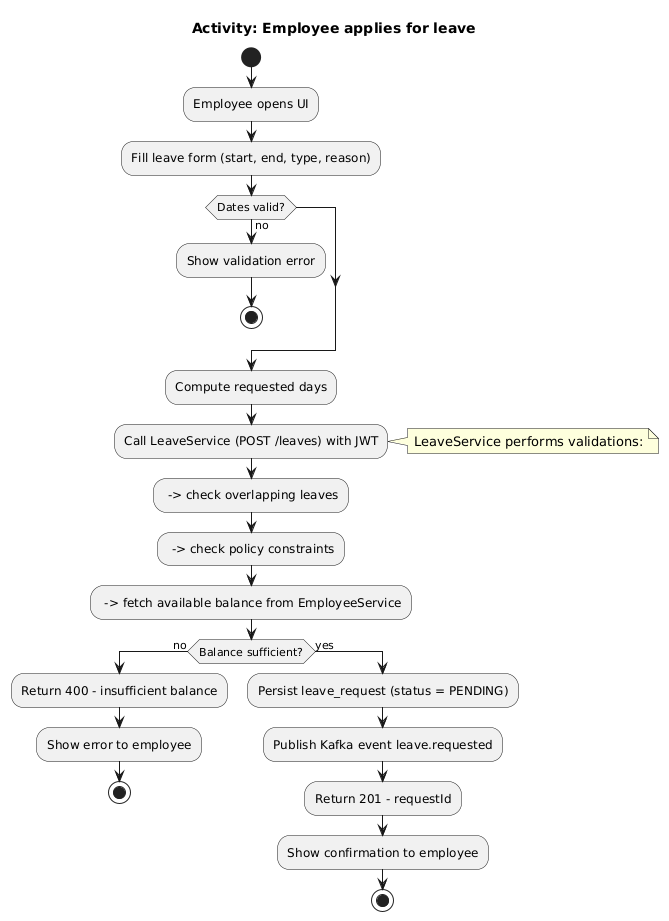 Activity: Employee applies for leave
Employee opens UI
Fill leave form (start, end, type, reason)
Dates valid?
no
Show validation error
Compute requested days
Call LeaveService (POST /leaves) with JWT
LeaveService performs validations:
-> check overlapping leaves
-> check policy constraints
-> fetch available balance from EmployeeService
Balance sufficient?
no
yes
Return 400 - insufficient balance
Persist leave_request (status = PENDING)
Show error to employee
Publish Kafka event leave.requested
Return 201 - requestId
Show confirmation to employee